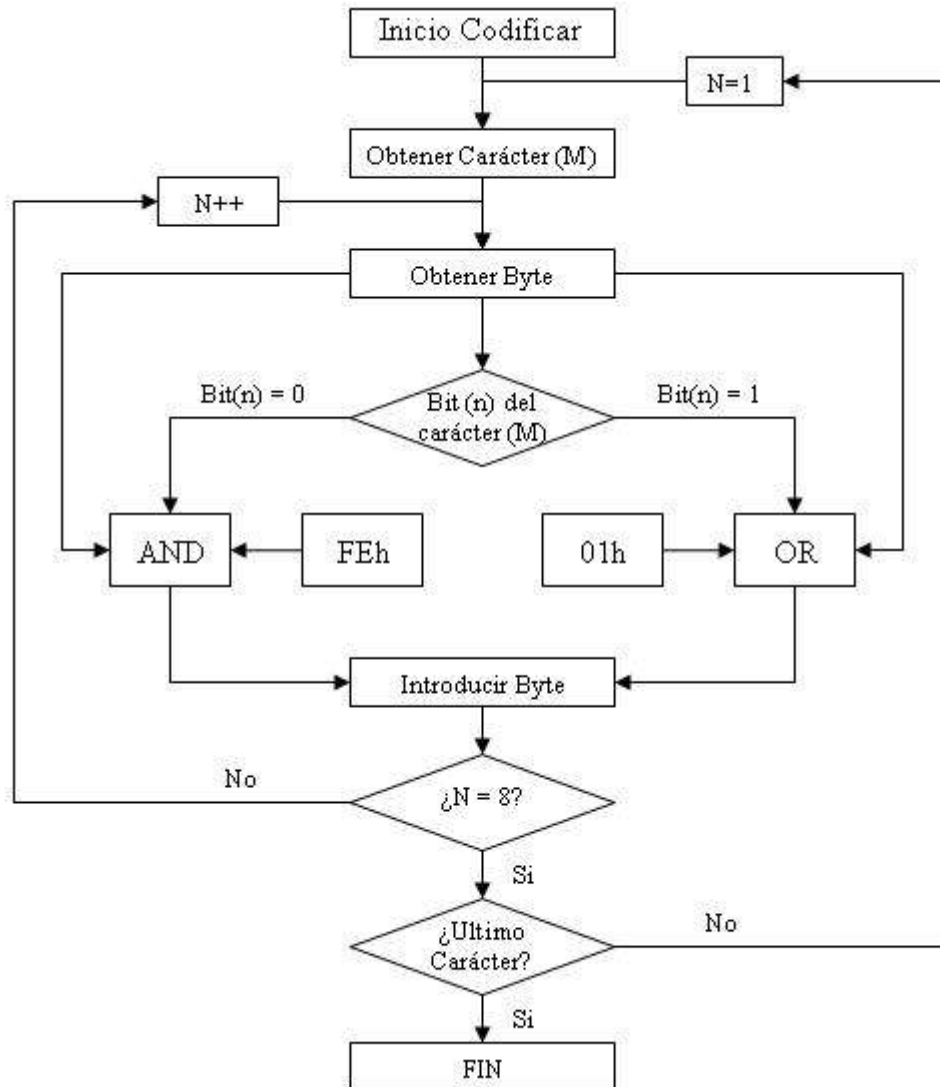 Inicio Codificar
N=1
Obtener Carácter (M)
N++
Obtener Byte
Bit(n) = 0
Bit (n) del
carácter (M)
Bit(n) = 1
AND
FEh
01h
OR
Introducir Byte
No
¿N = 8?
Si
¿Ultimo
Carácter?
No
Si
FIN